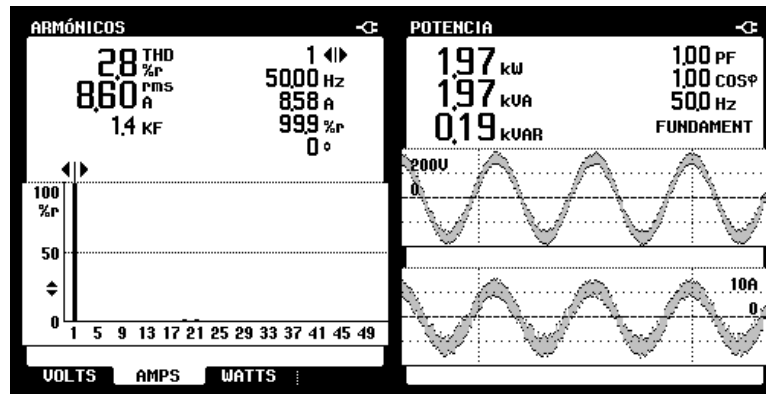 ARMÓNICOS
2,8 THD %r
8,60 rms A
1,4 KF
1
50,00 Hz
8,58 A
99,9 %r
0 °
100
%r
50
0
1 5 9 13 17 21 25 29 33 37 41 45 49
VOLTS AMPS WATTS
POTENCIA
1,97 kW
1,97 kVA
0,19 kVAR
1,00 PF
1,00 COSφ
50,0 Hz
FUNDAMENT
200V
0
10A
0